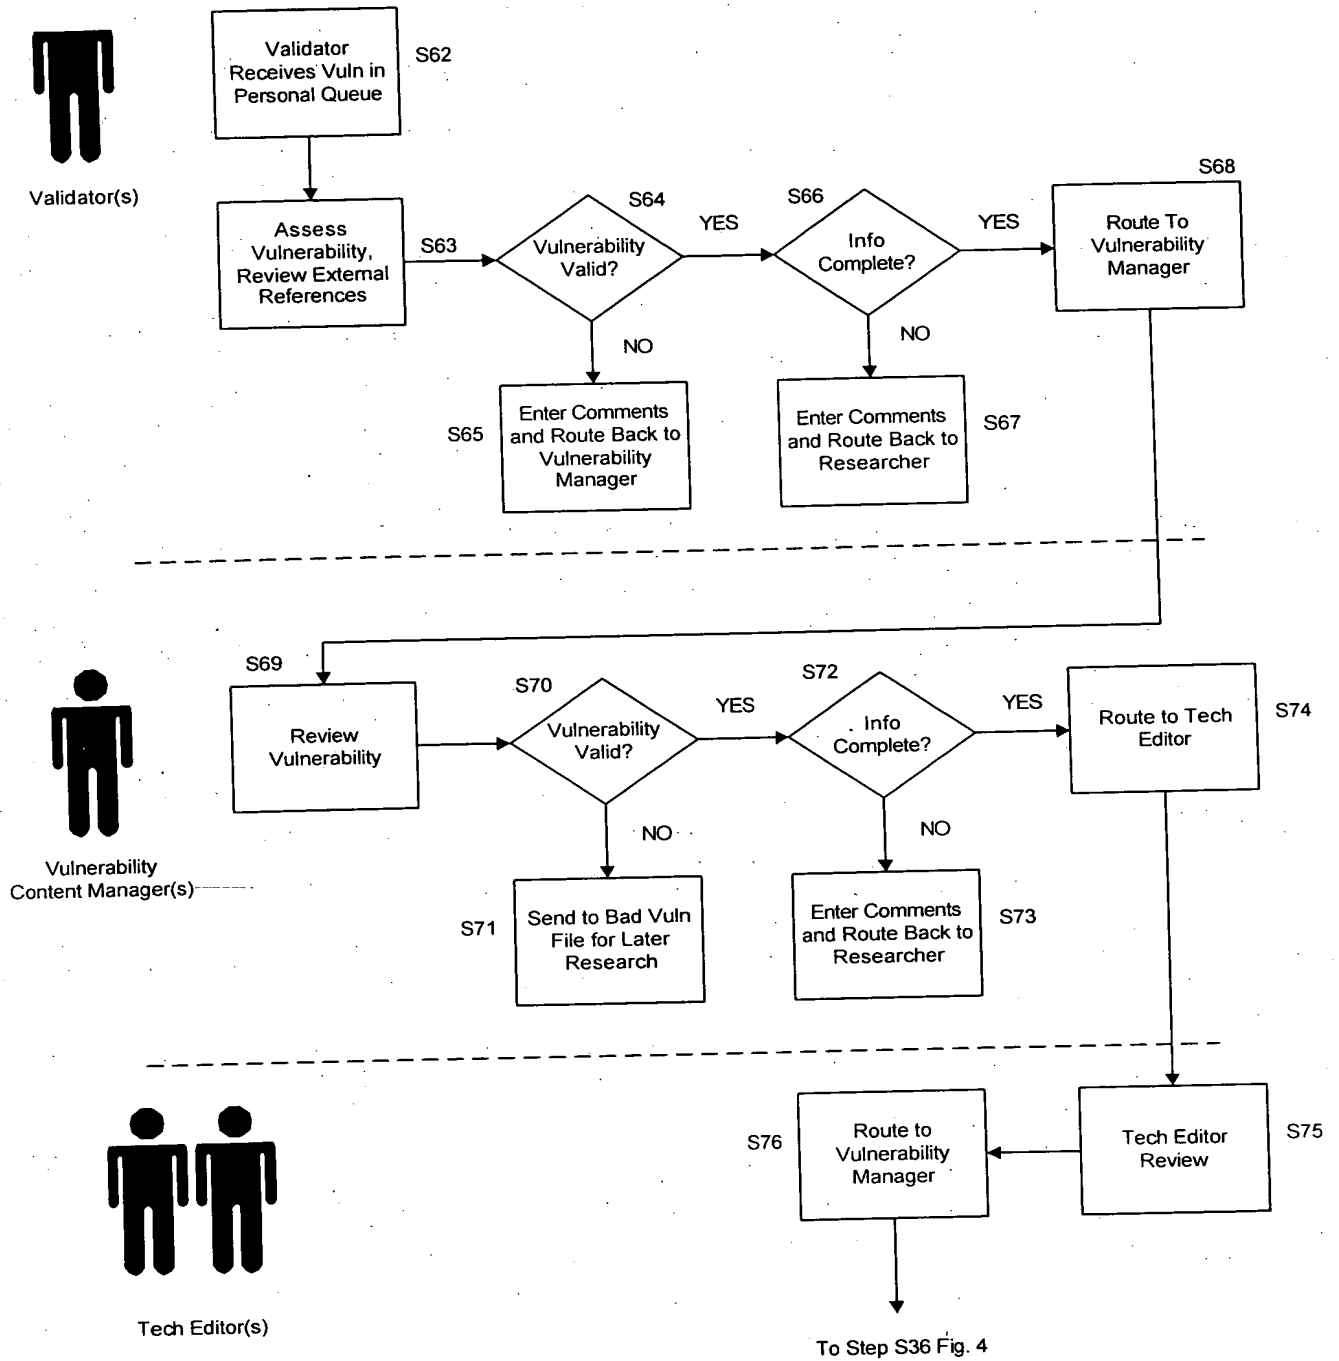 Validator
Receives Vuln in
Personal Queue
S62
Validator(s)
Assess
Vulnerability,
Review External
References
S63
S64
Vulnerability
Valid?
YES
NO
S66
Info
Complete?
YES
NO
S68
Route To
Vulnerability
Manager
S65
Enter Comments
and Route Back to
Vulnerability
Manager
Enter Comments
and Route Back to
Researcher
S67
S69
Review
Vulnerability
S70
Vulnerability
Valid?
YES
NO
S72
Info
Complete?
YES
NO
Route to Tech
Editor
S74
Vulnerability
Content Manager(s)
S71
Send to Bad Vuln
File for Later
Research
Enter Comments
and Route Back to
Researcher
S73
S76
Route to
Vulnerability
Manager
Tech Editor
Review
S75
Tech Editor(s)
To Step S36 Fig. 4